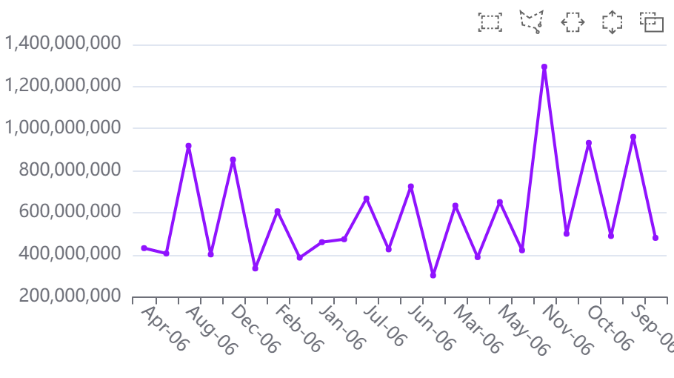 1,400,000,000
1,200,000,000
1,000,000,000
800,000,000
600,000,000
400,000,000
200,000,000
Apr-06
Aug-06
Dec-06
Feb-06
Jan-06
Jul-06
Jun-06
Mar-06
May-06
Nov-06
Oct-06
Sep-06